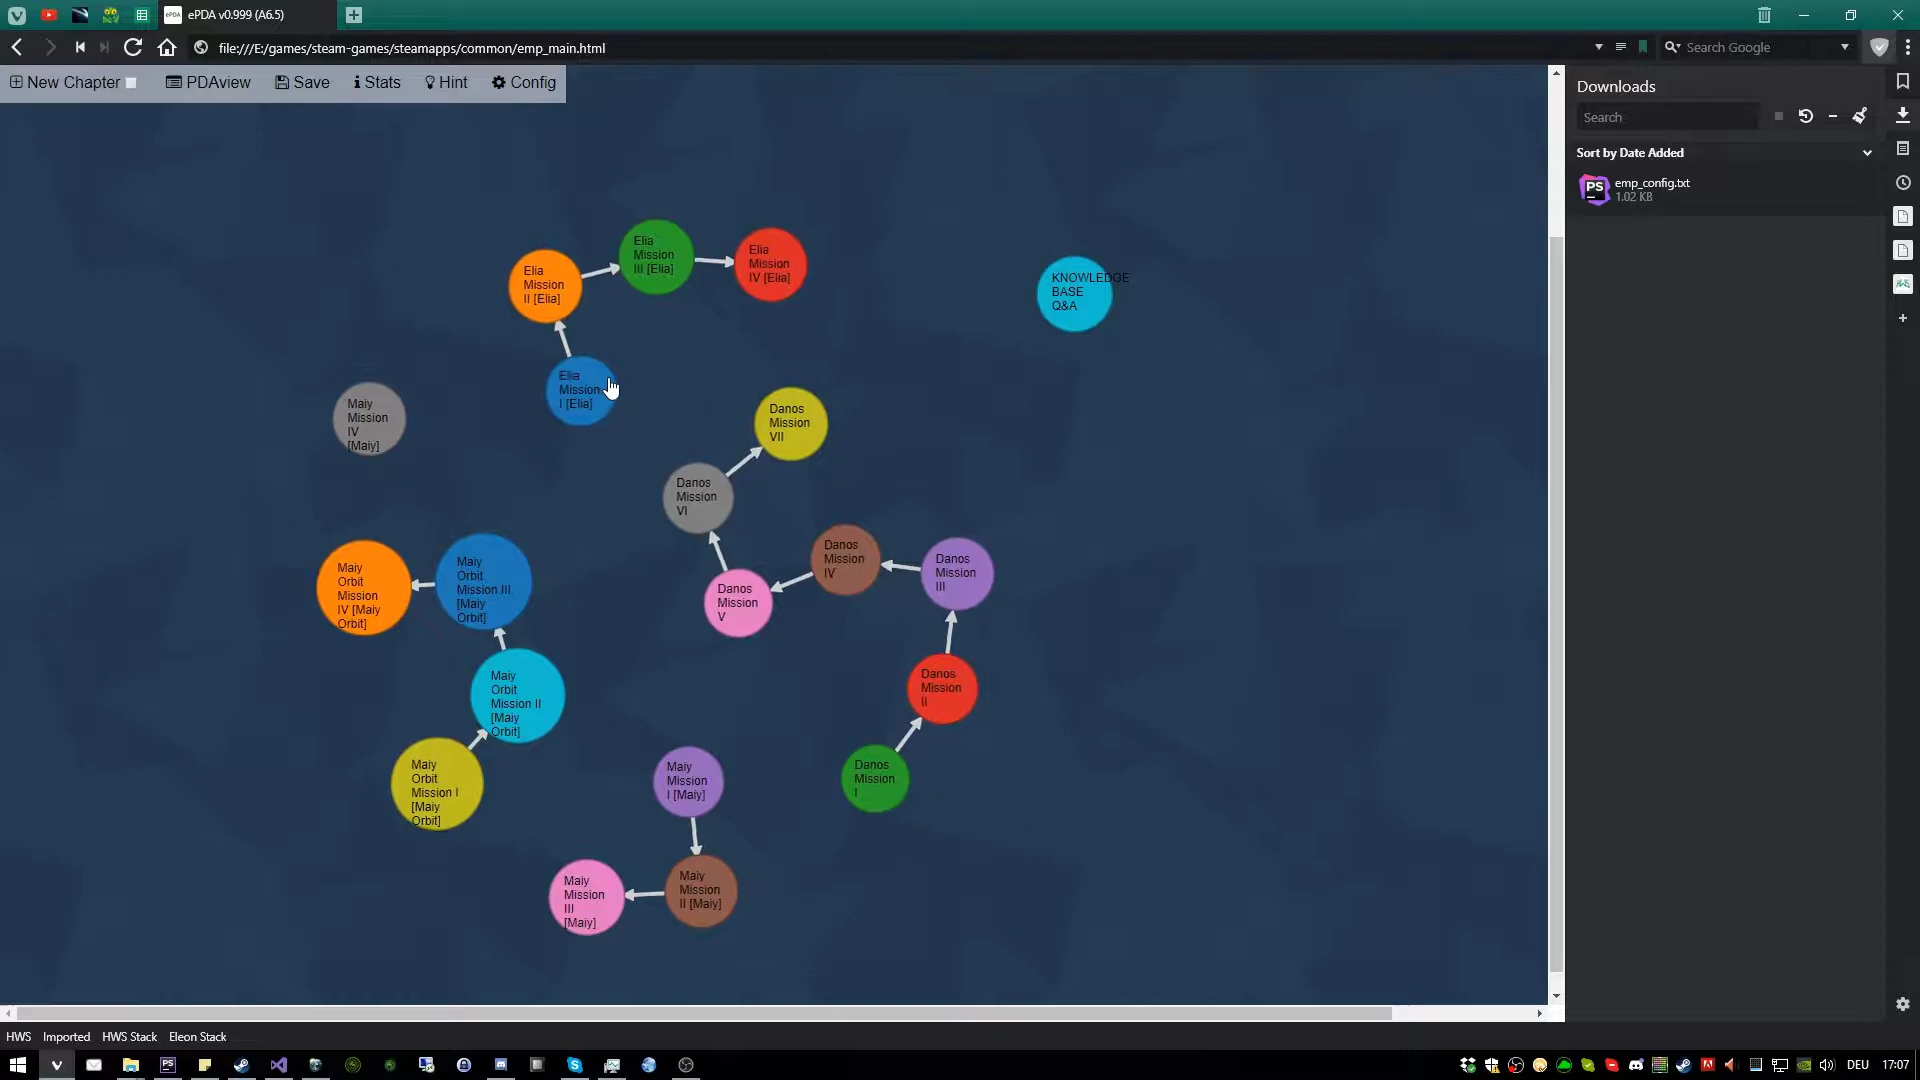 ePDA v0.999 (A6.5)
file:///E:/games/steam-games/steamapps/common/emp_main.html
Search Google
New Chapter
PDAview
Save
Stats
Hint
Config
Downloads
Search
Sort by Date Added
PS
emp_config.txt
1.02 KB
Elia
Mission
II [Elia]
Elia
Mission
III [Elia]
Elia
Mission
IV [Elia]
KNOWLEDGE
BASE
Q&A
Elia
Mission
I [Elia]
Maiy
Mission
IV
[Maiy]
Danos
Mission
VII
Danos
Mission
VI
Danos
Mission
IV
Danos
Mission
III
Danos
Mission
V
Maiy
Orbit
Mission
IV [Maiy
Orbit]
Maiy
Orbit
Mission III
[Maiy
Orbit]
Maiy
Orbit
Mission II
[Maiy
Orbit]
Danos
Mission
II
Maiy
Orbit
Mission I
[Maiy
Orbit]
Maiy
Mission
I [Maiy]
Danos
Mission
I
Maiy
Mission
III
[Maiy]
Maiy
Mission
II [Maiy]
HWS
Imported
HWS Stack
Eleon Stack
PS
DEU
17:07